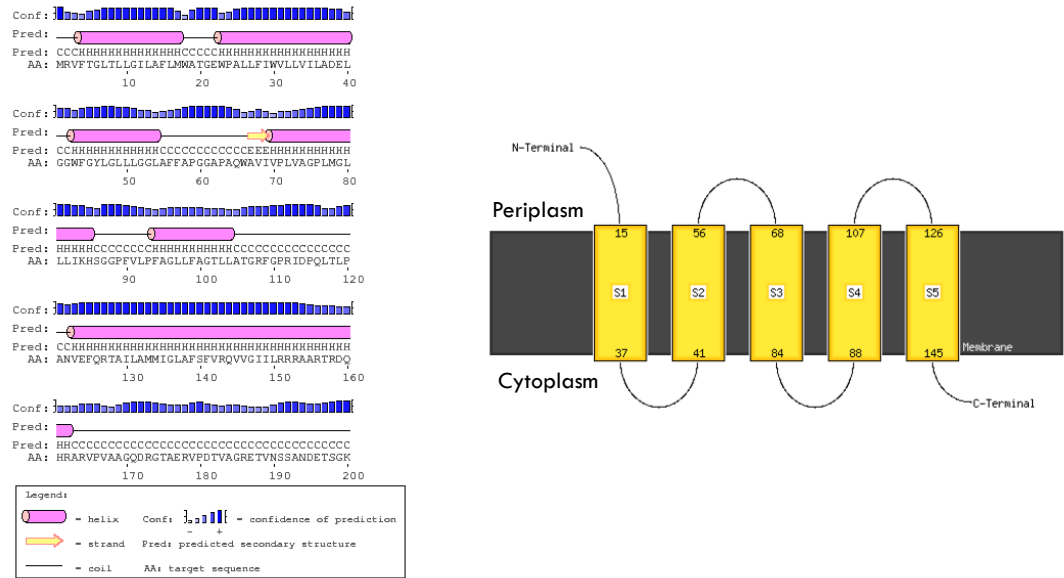 Conf:
Pred:
Pred: CCCHHHHHHHHHHHHHHCCCCCHHHHHHHHHHHHHHHHHH
AA: MRVFTGLTLLGILAFLMWATGEWPALLFIWVLLVILADEL
10 20 30 40
Conf:
Pred:
Pred: CCHHHHHHHHHHHHCCCCCCCCCCCCEEEHHHHHHHHHHH
AA: GGWFGYLGLLLGGLAFFAPGGAPAQWAVIVPLVAGPLMGL
50 60 70 80
Conf:
Pred:
Pred: HHHHHCCCCCCCCHHHHHHHHHHHCCCCCCCCCCCCCCCC
AA: LLIKHSGGPFVLPFAGLLFAGTLLATGRFGPRIDPQLTLP
90 100 110 120
Conf:
Pred:
Pred: CCHHHHHHHHHHHHHHHHHHHHHHHHHHHHHHHHHHHHHH
AA: ANVEFQRTAILAMMIGLAFSFVRQVVGIILRRRAARTRDQ
130 140 150 160
Conf:
Pred:
Pred: HHCCCCCCCCCCCCCCCCCCCCCCCCCCCCCCCCCCCCCC
AA: HRARVPVAAGQDRGTAERVPDTVAGRETVNSSANDETSGK
170 180 190 200
Legend:
= helix Conf: - + = confidence of prediction
= strand Pred: predicted secondary structure
= coil AA: target sequence
N-Terminal
Periplasm
15 56 68 107 126
S1 S2 S3 S4 S5
Membrane
37 41 84 88 145
Cytoplasm
C-Terminal